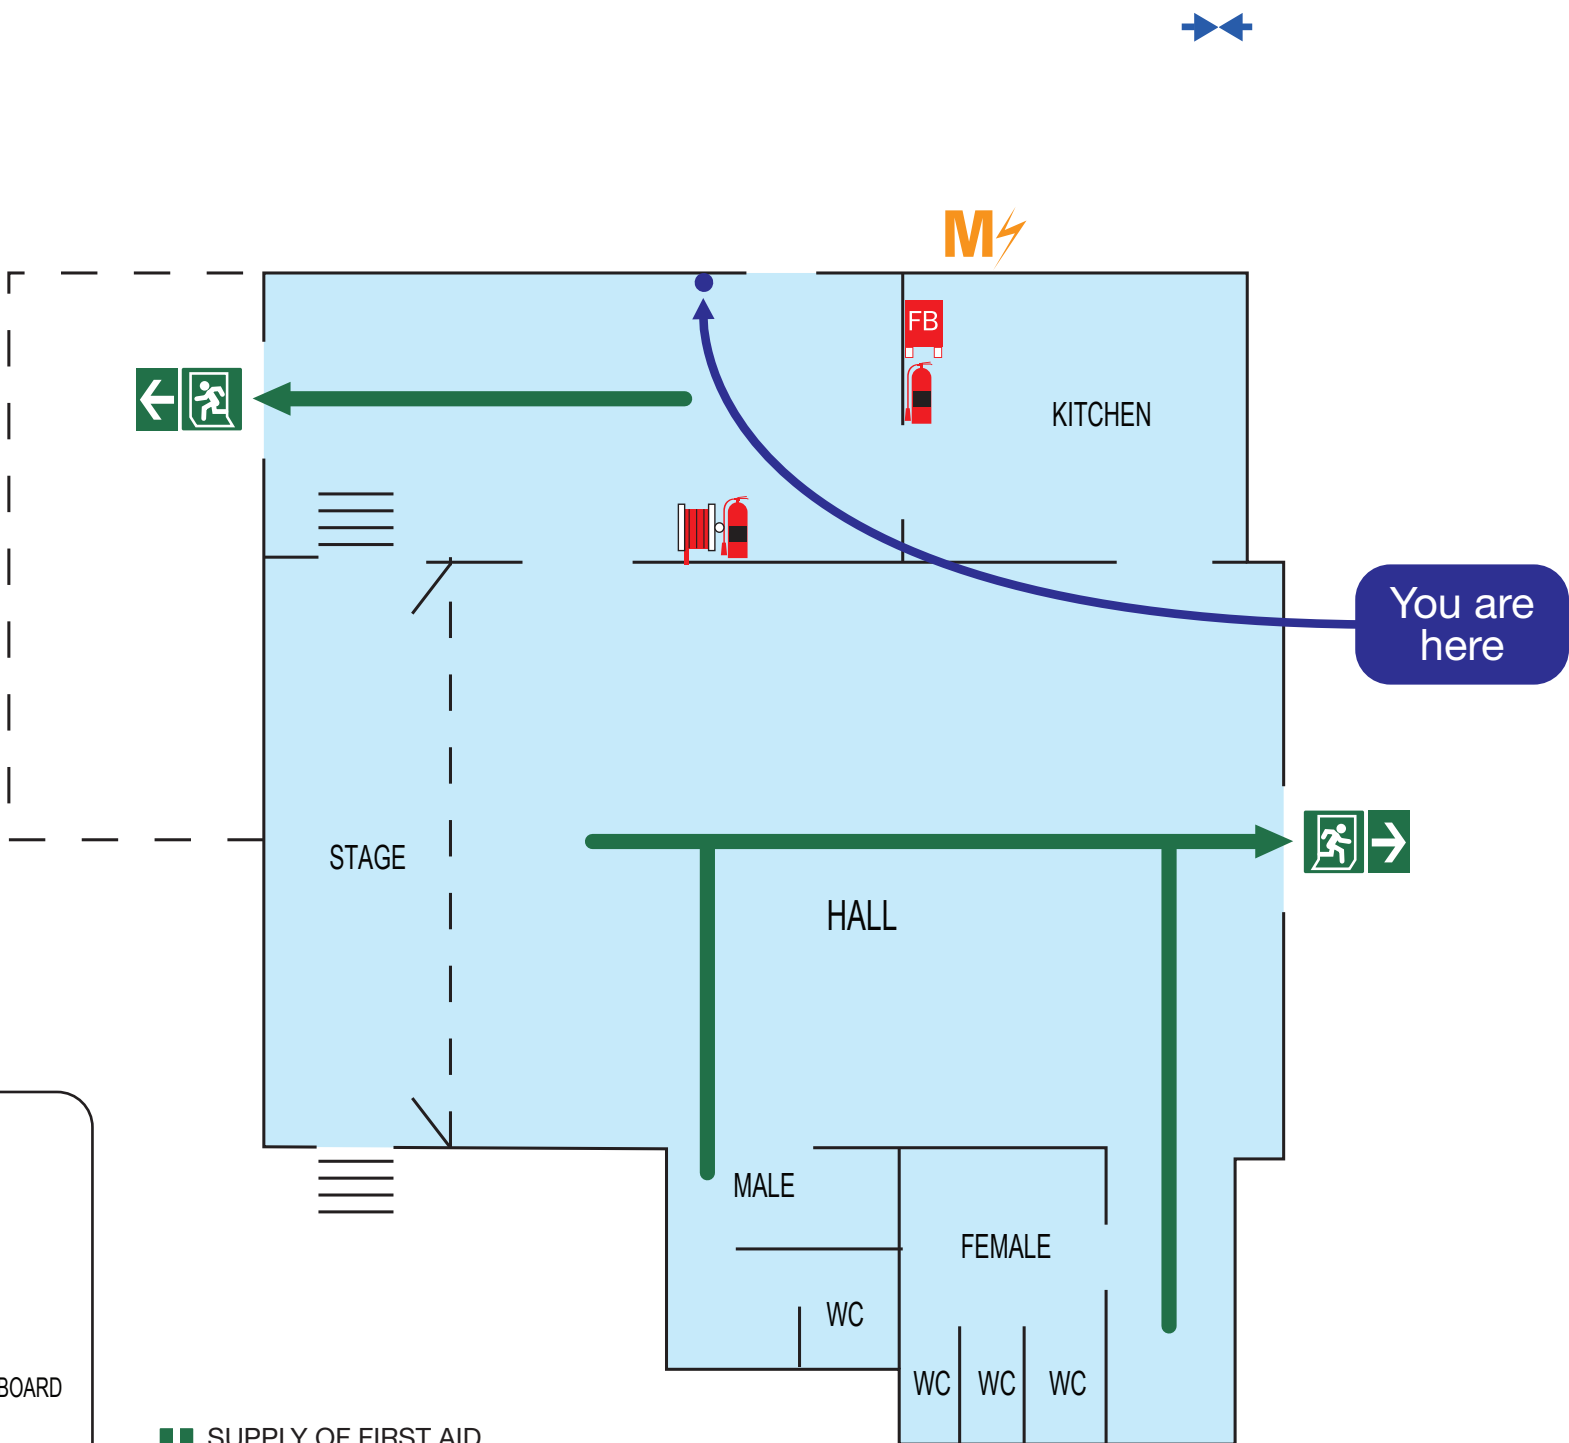 M
FB
KITCHEN
You are
here
STAGE
HALL
MALE
FEMALE
WC
WC
WC
WC
BOARD
SUPPLY OF FIRST AID